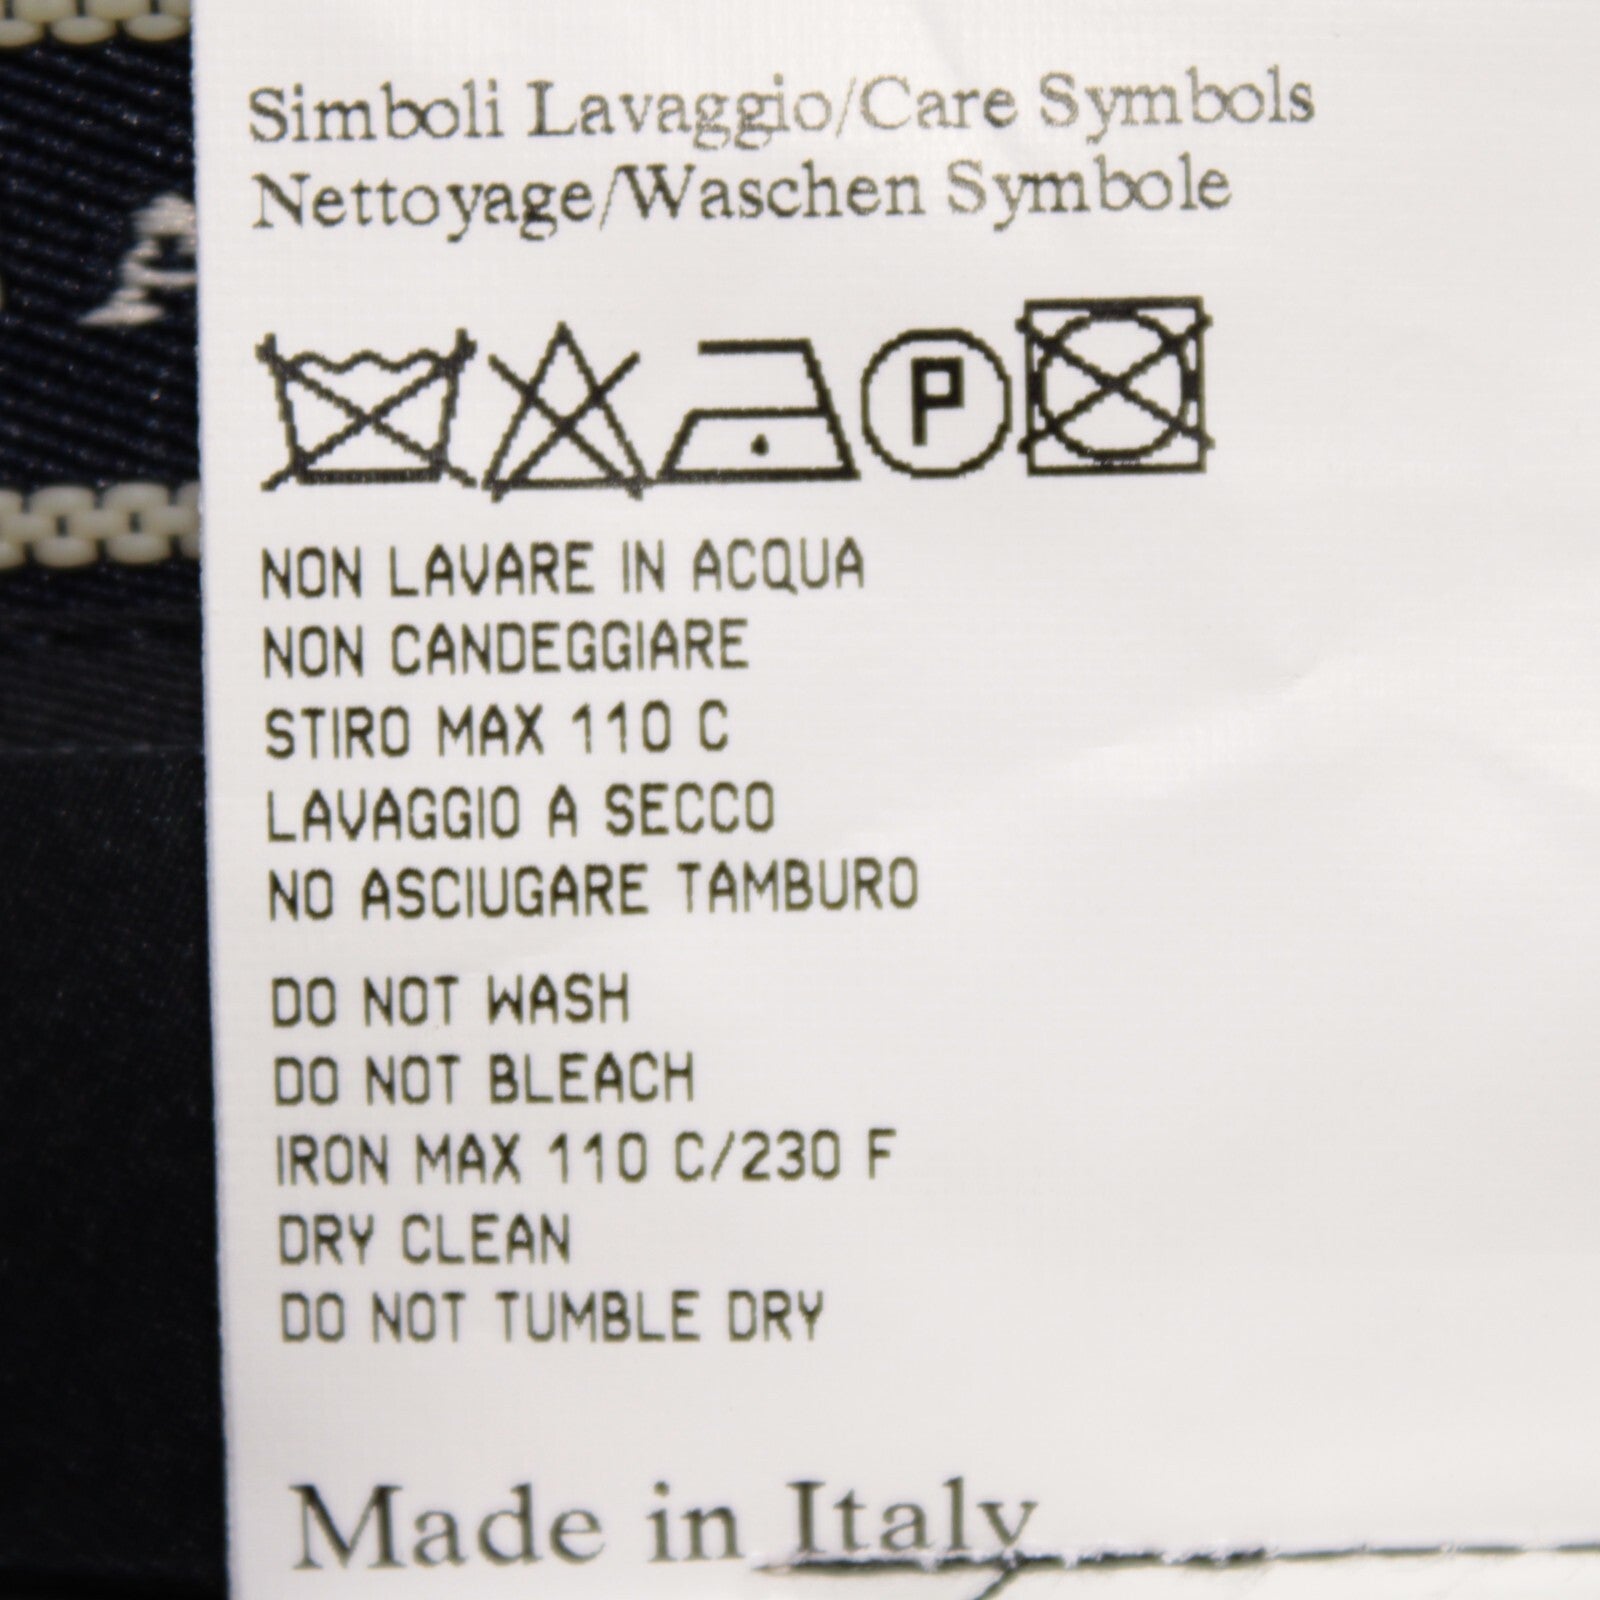 Simboli Lavaggio/Care Symbols
Nettoyage/Waschen Symbole
P
NON LAVARE IN ACQUA
NON CANDEGGIARE
STIRO MAX 110 C
LAVAGGIO A SECCO
NO ASCIUGARE TAMBURO
DO NOT WASH
DO NOT BLEACH
IRON MAX 110 C/230 F
DRY CLEAN
DO NOT TUMBLE DRY
Made in Italy